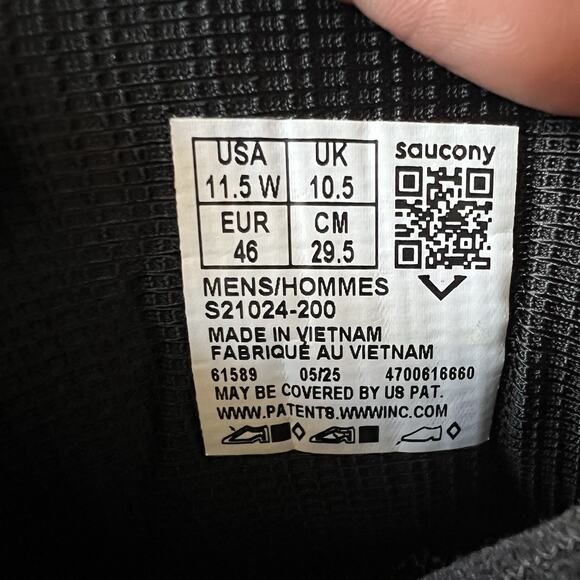 USA UK
11.5 W 10.5
EUR CM
46 29.5
saucony
MENS/HOMMES
S21024-200
MADE IN VIETNAM
FABRIQUÉ AU VIETNAM
61589 05/25 4700616660
MAY BE COVERED BY US PAT.
WWW.PATENTS.WWWINC.COM